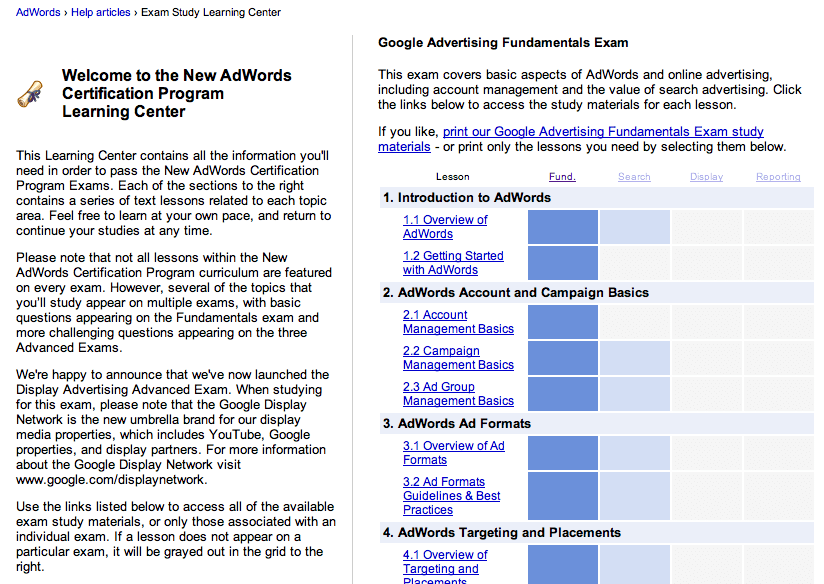 AdWords › Help articles › Exam Study Learning Center
Welcome to the New AdWords
Certification Program
Learning Center
This Learning Center contains all the information you'll
need in order to pass the New AdWords Certification
Program Exams. Each of the sections to the right
contains a series of text lessons related to each topic
area. Feel free to learn at your own pace, and return to
continue your studies at any time.
Please note that not all lessons within the New
AdWords Certification Program curriculum are featured
on every exam. However, several of the topics that
you'll study appear on multiple exams, with basic
questions appearing on the Fundamentals exam and
more challenging questions appearing on the three
Advanced Exams.
We're happy to announce that we've now launched the
Display Advertising Advanced Exam. When studying
for this exam, please note that the Google Display
Network is the new umbrella brand for our display
media properties, which includes YouTube, Google
properties, and display partners. For more information
about the Google Display Network visit
www.google.com/displaynetwork.
Use the links listed below to access all of the available
exam study materials, or only those associated with an
individual exam. If a lesson does not appear on a
particular exam, it will be grayed out in the grid to the
right.
Google Advertising Fundamentals Exam
This exam covers basic aspects of AdWords and online advertising,
including account management and the value of search advertising. Click
the links below to access the study materials for each lesson.
If you like, print our Google Advertising Fundamentals Exam study
materials - or print only the lessons you need by selecting them below.
Lesson Fund. Search Display Reporting
1. Introduction to AdWords
1.1 Overview of
AdWords
1.2 Getting Started
with AdWords
2. AdWords Account and Campaign Basics
2.1 Account
Management Basics
2.2 Campaign
Management Basics
2.3 Ad Group
Management Basics
3. AdWords Ad Formats
3.1 Overview of Ad
Formats
3.2 Ad Formats
Guidelines & Best
Practices
4. AdWords Targeting and Placements
4.1 Overview of
Targeting and
Placements